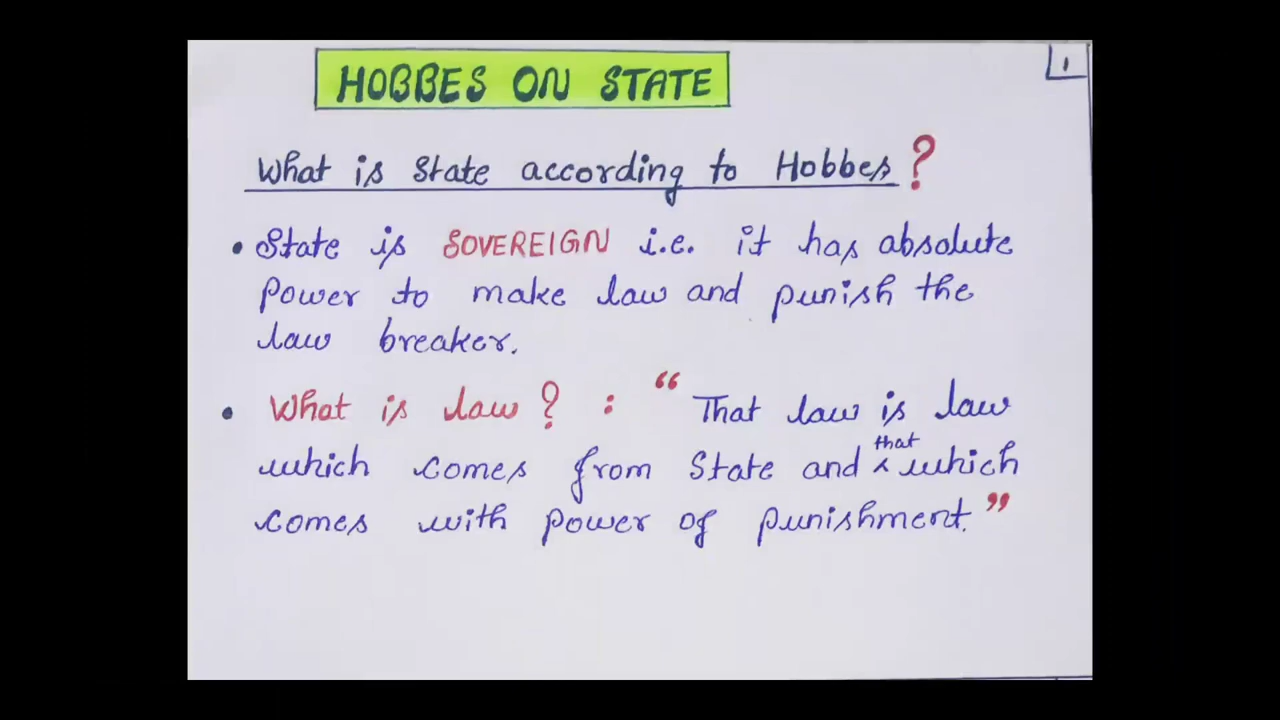 HOBBES ON STATE
1
What is State according to Hobbes?
• State is SOVEREIGN i.e. it has absolute
Power to make law and punish the
law breaker.
• What is law? : “ That law is law
which comes from State and ^that which
comes with power of punishment.”